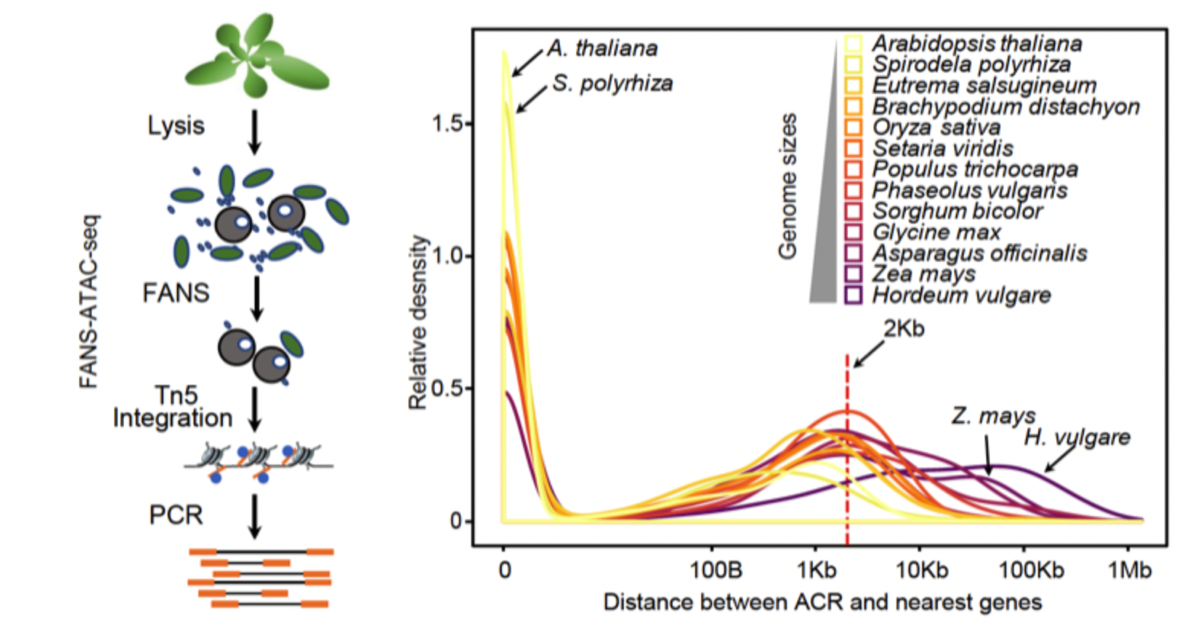 FANS-ATAC-seq
Lysis
FANS
Tn5
Integration
PCR
Relative desnsity
1.5
1.0
0.5
0
A. thaliana
S. polyrhiza
Genome sizes
Arabidopsis thaliana
Spirodela polyrhiza
Eutrema salsugineum
Brachypodium distachyon
Oryza sativa
Setaria viridis
Populus trichocarpa
Phaseolus vulgaris
Sorghum bicolor
Glycine max
Asparagus officinalis
Zea mays
Hordeum vulgare
2Kb
Z. mays
H. vulgare
0 100B 1Kb 10Kb 100Kb 1Mb
Distance between ACR and nearest genes